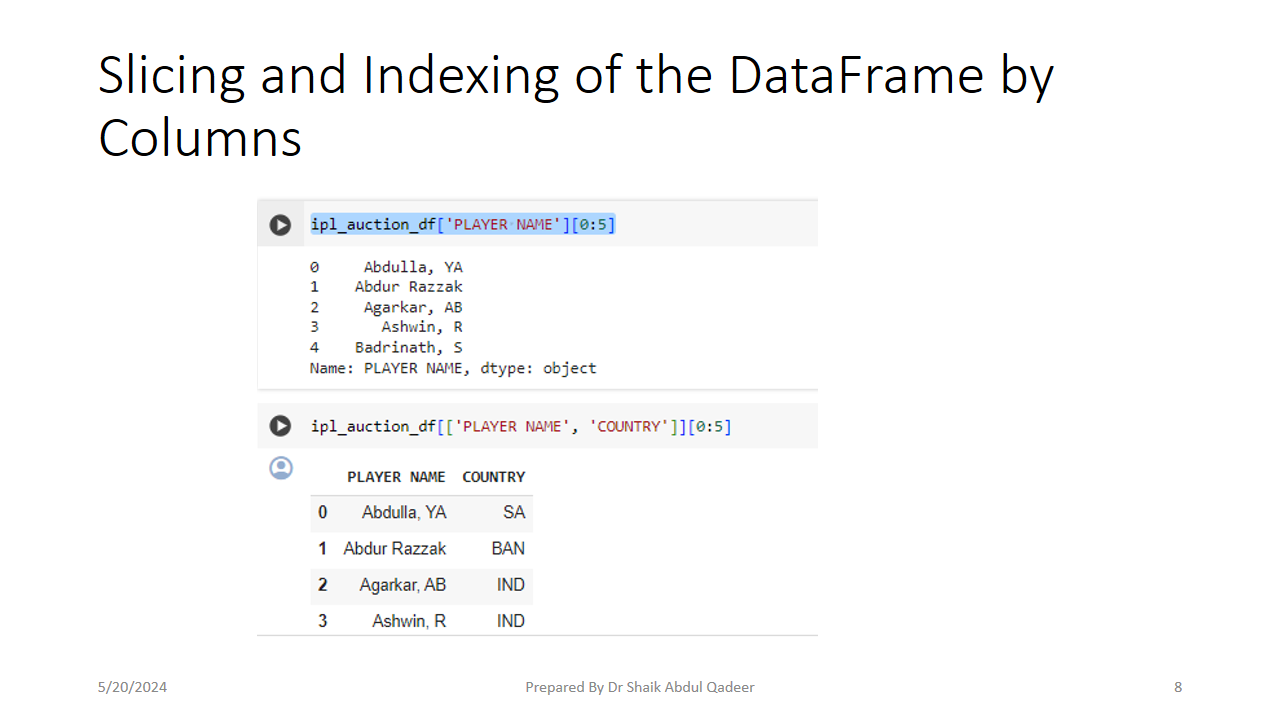 Slicing and Indexing of the DataFrame by
Columns
ipl_auction_df['PLAYER NAME'][0:5]
0 Abdulla, YA
1 Abdur Razzak
2 Agarkar, AB
3 Ashwin, R
4 Badrinath, S
Name: PLAYER NAME, dtype: object
ipl_auction_df[['PLAYER NAME', 'COUNTRY']][0:5]
PLAYER NAME COUNTRY
0 Abdulla, YA SA
1 Abdur Razzak BAN
2 Agarkar, AB IND
3 Ashwin, R IND
5/20/2024 Prepared By Dr Shaik Abdul Qadeer 8